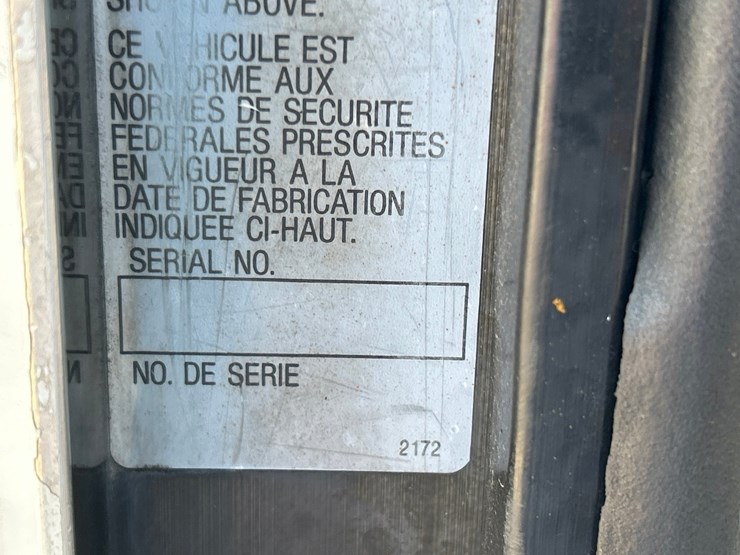 SHOWN ABOVE.
CE VEHICULE EST
CONFORME AUX
NORMES DE SECURITE
FEDERALES PRESCRITES
EN VIGUEUR A LA
DATE DE FABRICATION
INDIQUEE CI-HAUT.
SERIAL NO.
NO. DE SERIE
2172